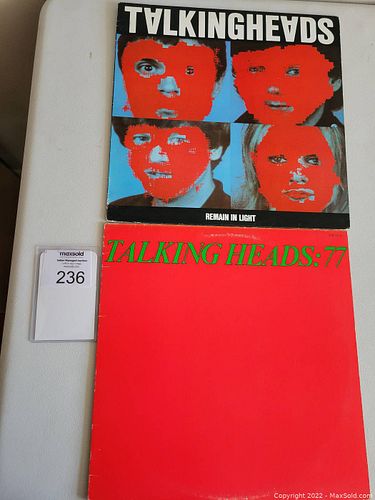 TALKINGHEADS
REMAIN IN LIGHT
TALKING HEADS: 77
maxsold
236
Copyright 2022 - MaxSold.com